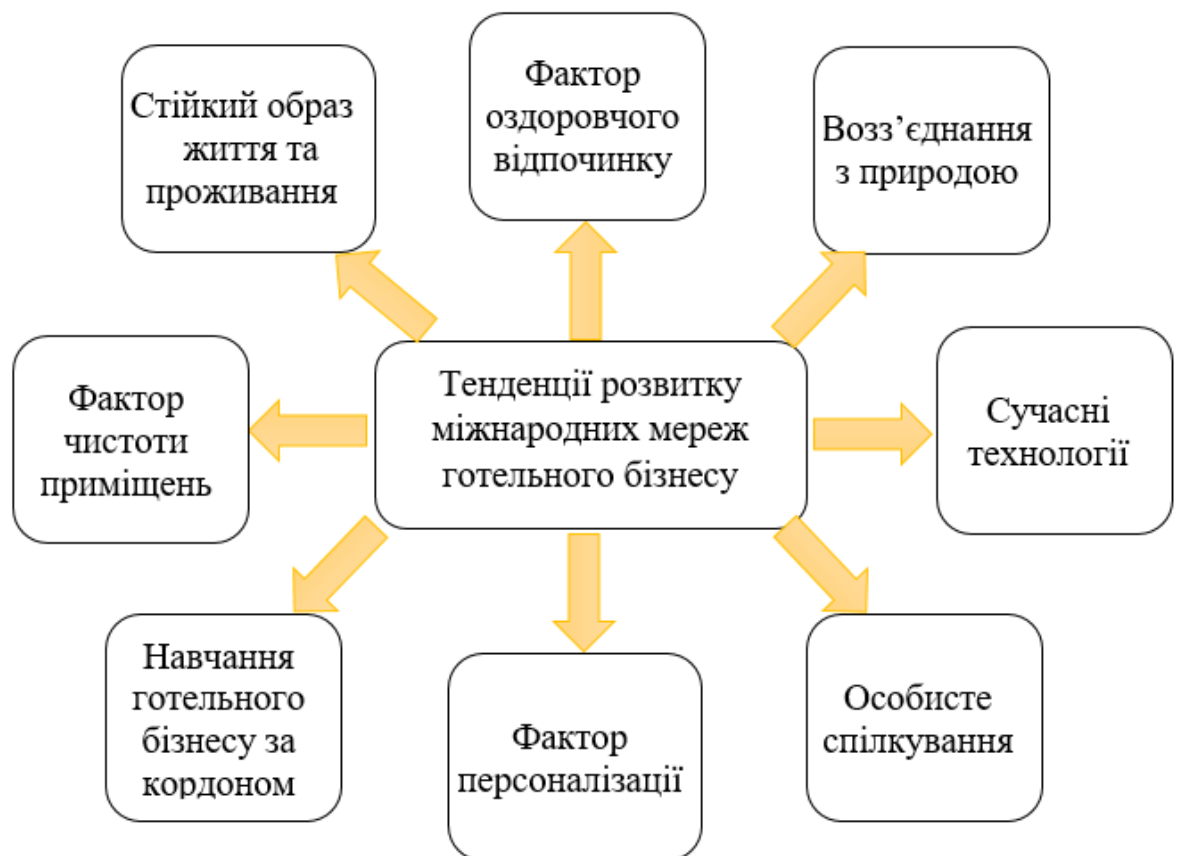 Стійкий образ
життя та
проживання
Фактор
оздоровчого
відпочинку
Возз’єднання
з природою
Фактор
чистоти
приміщень
Тенденції розвитку
міжнародних мереж
готельного бізнесу
Сучасні
технології
Навчання
готельного
бізнесу за
кордоном
Фактор
персоналізації
Особисте
спілкування